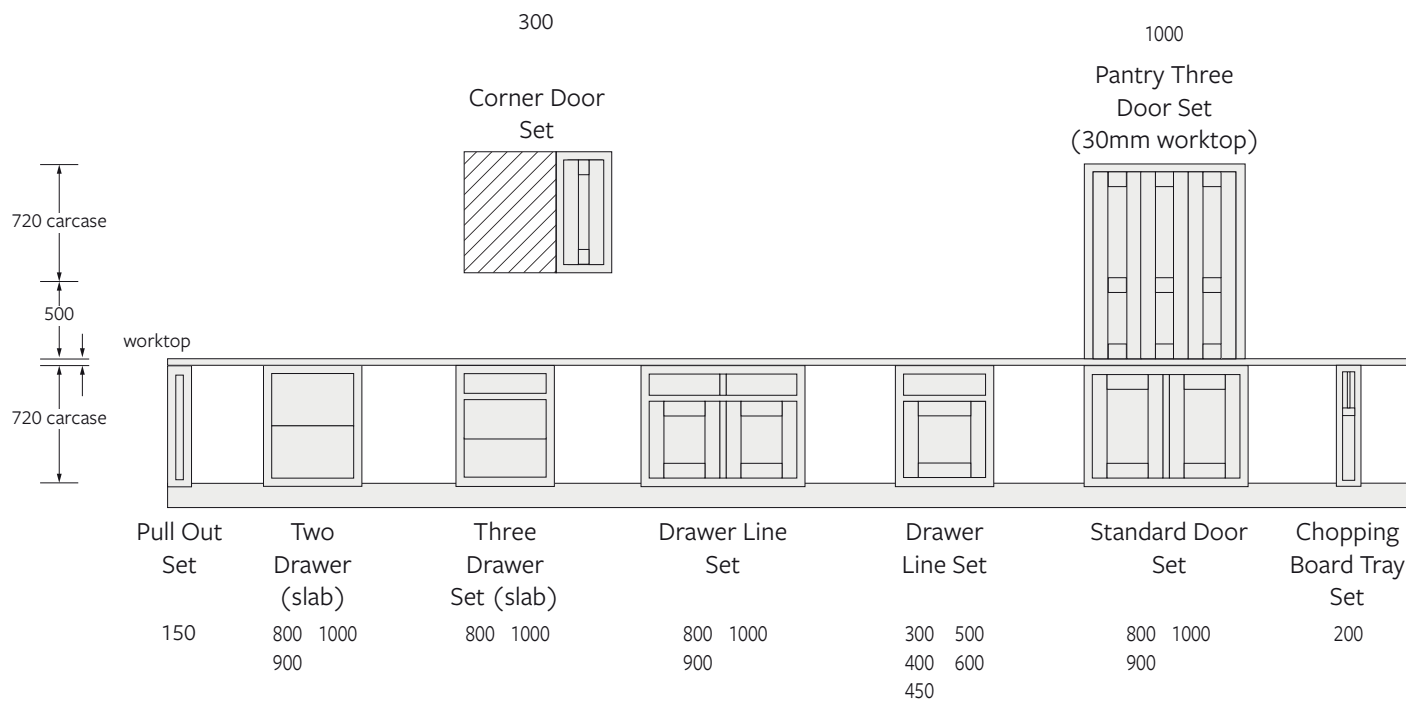 300
Corner Door
Set
1000
Pantry Three
Door Set
(30mm worktop)
720 carcase
500
worktop
720 carcase
Pull Out
Set
150
Two
Drawer
(slab)
800 1000
900
Three
Drawer
Set (slab)
800 1000
Drawer Line
Set
800 1000
900
Drawer
Line Set
300 500
400 600
450
Standard Door
Set
800 1000
900
Chopping
Board Tray
Set
200